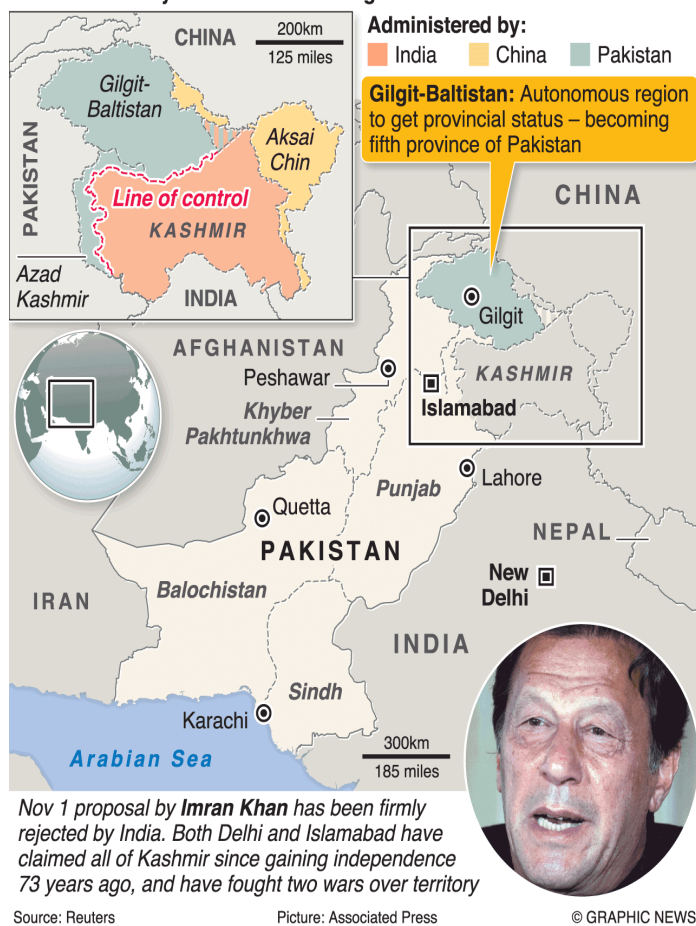 CHINA
200km
125 miles
Gilgit-
Baltistan
Aksai
Chin
PAKISTAN
Line of control
KASHMIR
Azad
Kashmir
INDIA
Administered by:
India
China
Pakistan
Gilgit-Baltistan: Autonomous region
to get provincial status – becoming
fifth province of Pakistan
CHINA
Gilgit
AFGHANISTAN
Peshawar
KASHMIR
Islamabad
Khyber
Pakhtunkhwa
Punjab
Lahore
Quetta
NEPAL
PAKISTAN
New
Delhi
Balochistan
IRAN
INDIA
Sindh
Karachi
Arabian Sea
300km
185 miles
Nov 1 proposal by Imran Khan has been firmly
rejected by India. Both Delhi and Islamabad have
claimed all of Kashmir since gaining independence
73 years ago, and have fought two wars over territory
Source: Reuters
Picture: Associated Press
© GRAPHIC NEWS